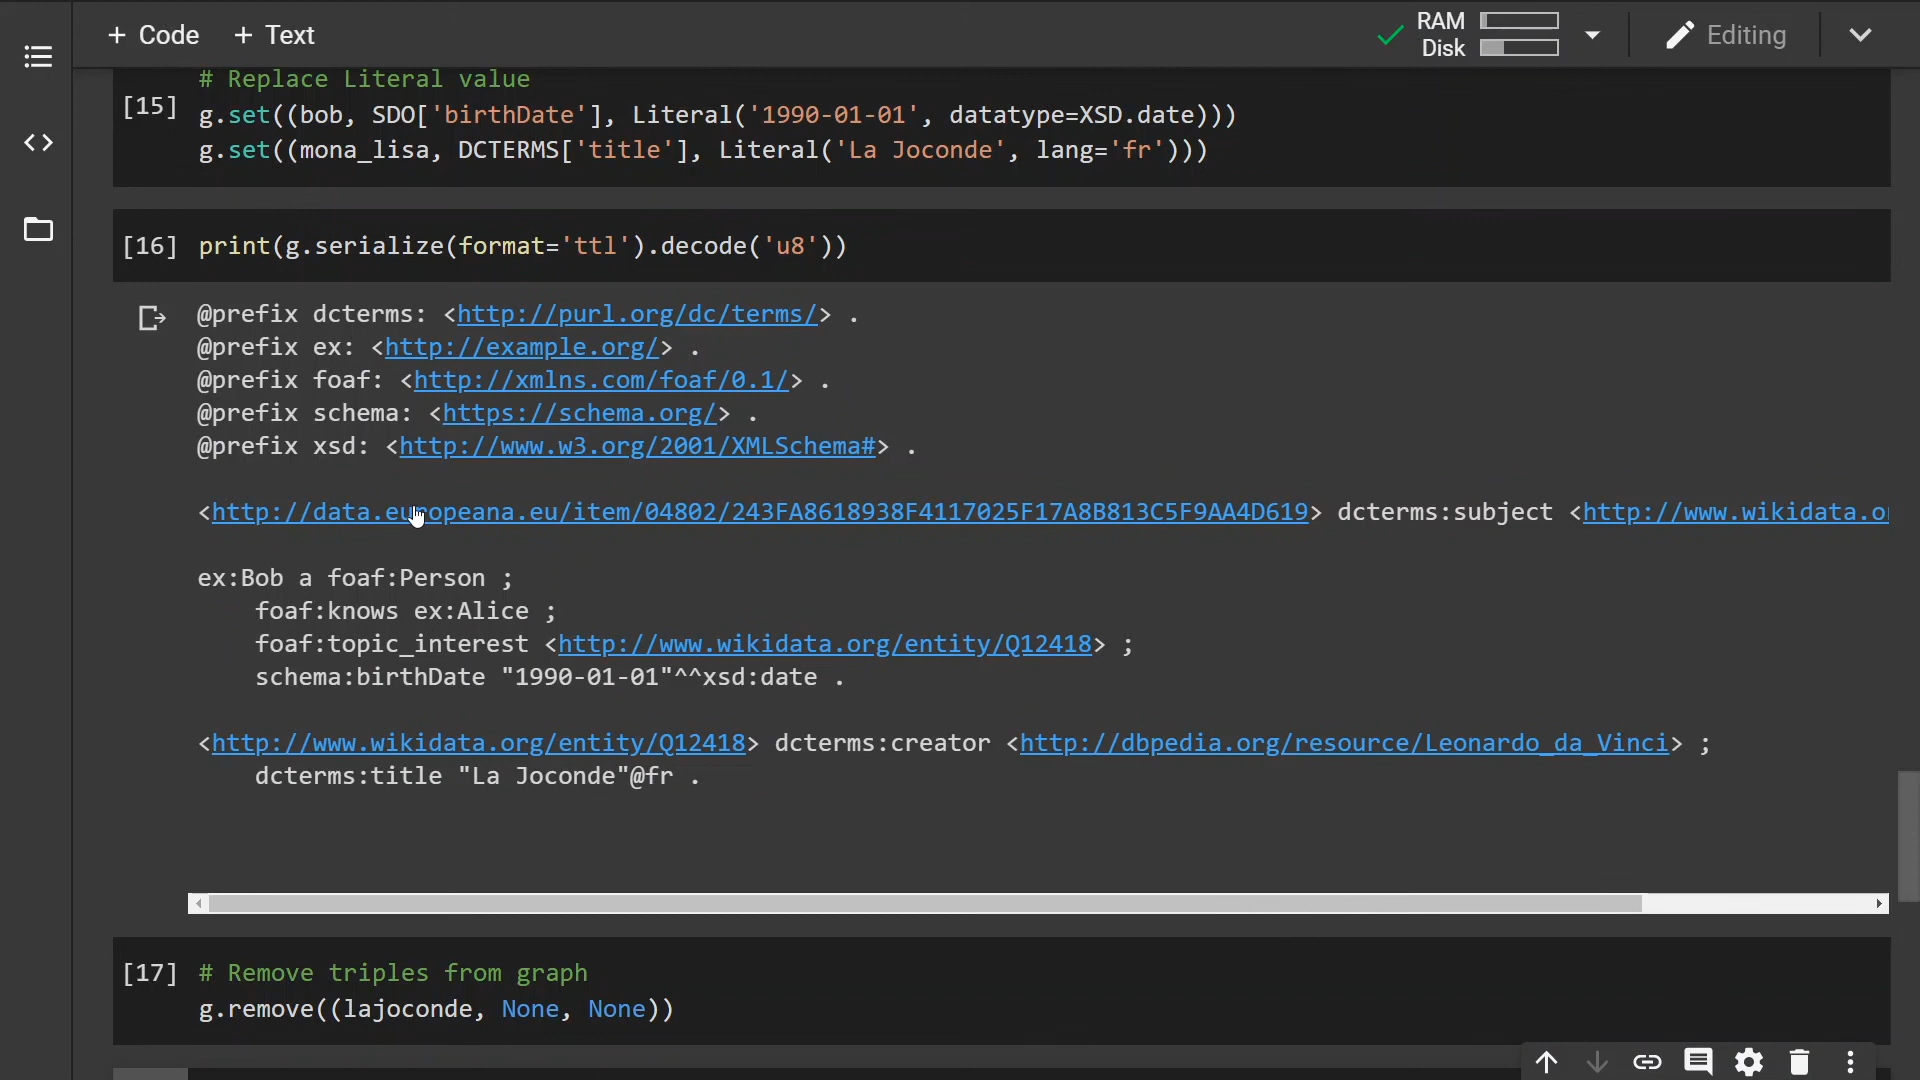 + Code + Text
RAM
Disk
Editing
# Replace Literal value
[15] g.set((bob, SDO['birthDate'], Literal('1990-01-01', datatype=XSD.date)))
g.set((mona_lisa, DCTERMS['title'], Literal('La Joconde', lang='fr')))
[16] print(g.serialize(format='ttl').decode('u8'))
@prefix dcterms: <http://purl.org/dc/terms/> .
@prefix ex: <http://example.org/> .
@prefix foaf: <http://xmlns.com/foaf/0.1/> .
@prefix schema: <https://schema.org/> .
@prefix xsd: <http://www.w3.org/2001/XMLSchema#> .
<http://data.europeana.eu/item/04802/243FA8618938F4117025F17A8B813C5F9AA4D619> dcterms:subject <http://www.wikidata.o
ex:Bob a foaf:Person ;
foaf:knows ex:Alice ;
foaf:topic_interest <http://www.wikidata.org/entity/Q12418> ;
schema:birthDate "1990-01-01"^^xsd:date .
<http://www.wikidata.org/entity/Q12418> dcterms:creator <http://dbpedia.org/resource/Leonardo_da_Vinci> ;
dcterms:title "La Joconde"@fr .
[17] # Remove triples from graph
g.remove((lajoconde, None, None))